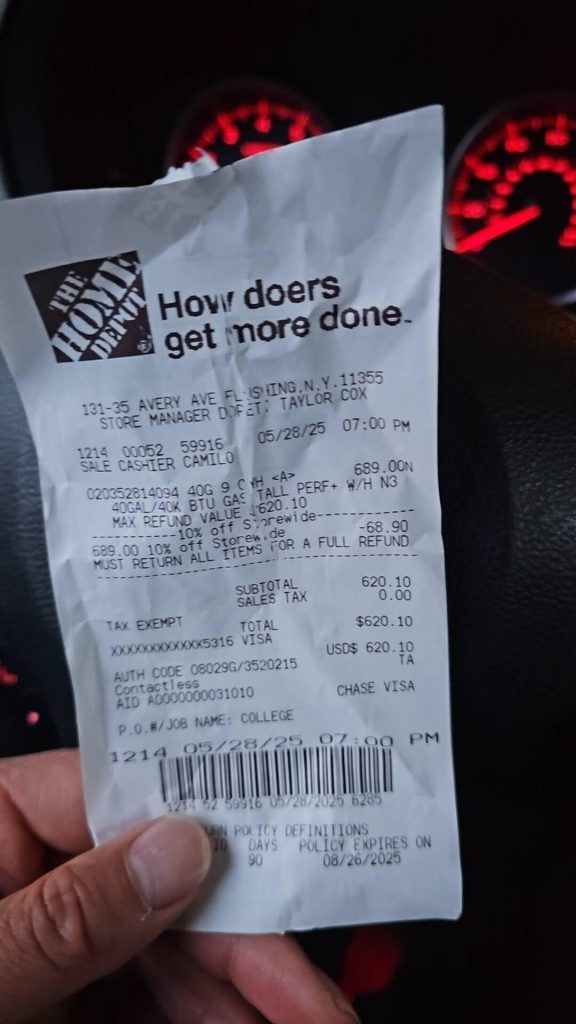 THE
HOME
DEPOT
How doers
get more done.
131-35 AVERY AVE FLUSHING,N.Y.11355
STORE MANAGER TAYLOR COX
1214 00052 59916 05/28/25 07:00 PM
SALE CASHIER CAMILO
020352814094 40G 9 <A> 689.00N
40GAL/40K BTU GAS TALL PERF+ W/H N3
MAX REFUND VALUE $620.10
----------10% off Storewide----------
689.00 10% off Storewide -68.90
MUST RETURN ALL ITEMS FOR A FULL REFUND
SUBTOTAL 620.10
SALES TAX 0.00
TAX EXEMPT
TOTAL $620.10
XXXXXXXXXXXX5316 VISA
USD$ 620.10
TA
AUTH CODE 08029G/3520215
Contactless
AID A0000000031010 CHASE VISA
P.O.#/JOB NAME: COLLEGE
1214 05/28/25 07:00 PM
1214 52 59916 05/28/2025 6285
POLICY DEFINITIONS
DAYS POLICY EXPIRES ON
90 08/26/2025